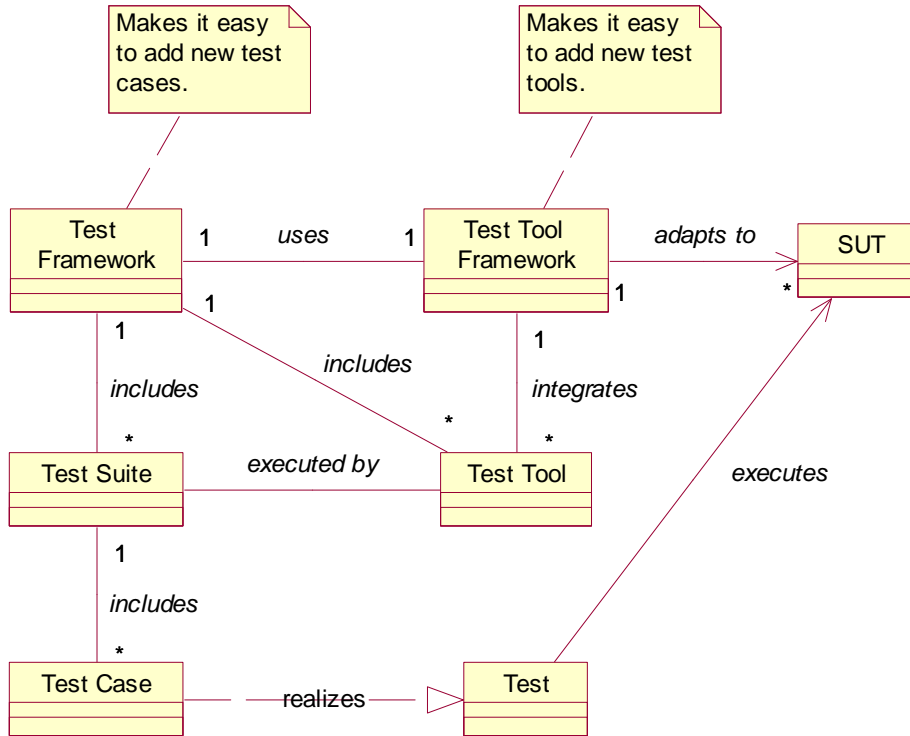 Makes it easy
to add new test
cases.
Makes it easy
to add new test
tools.
Test
Framework
1
uses
1
Test Tool
Framework
adapts to
SUT
1
1
*
1
1
includes
includes
integrates
*
*
*
Test Suite
executed by
Test Tool
executes
1
includes
*
Test Case
realizes
Test